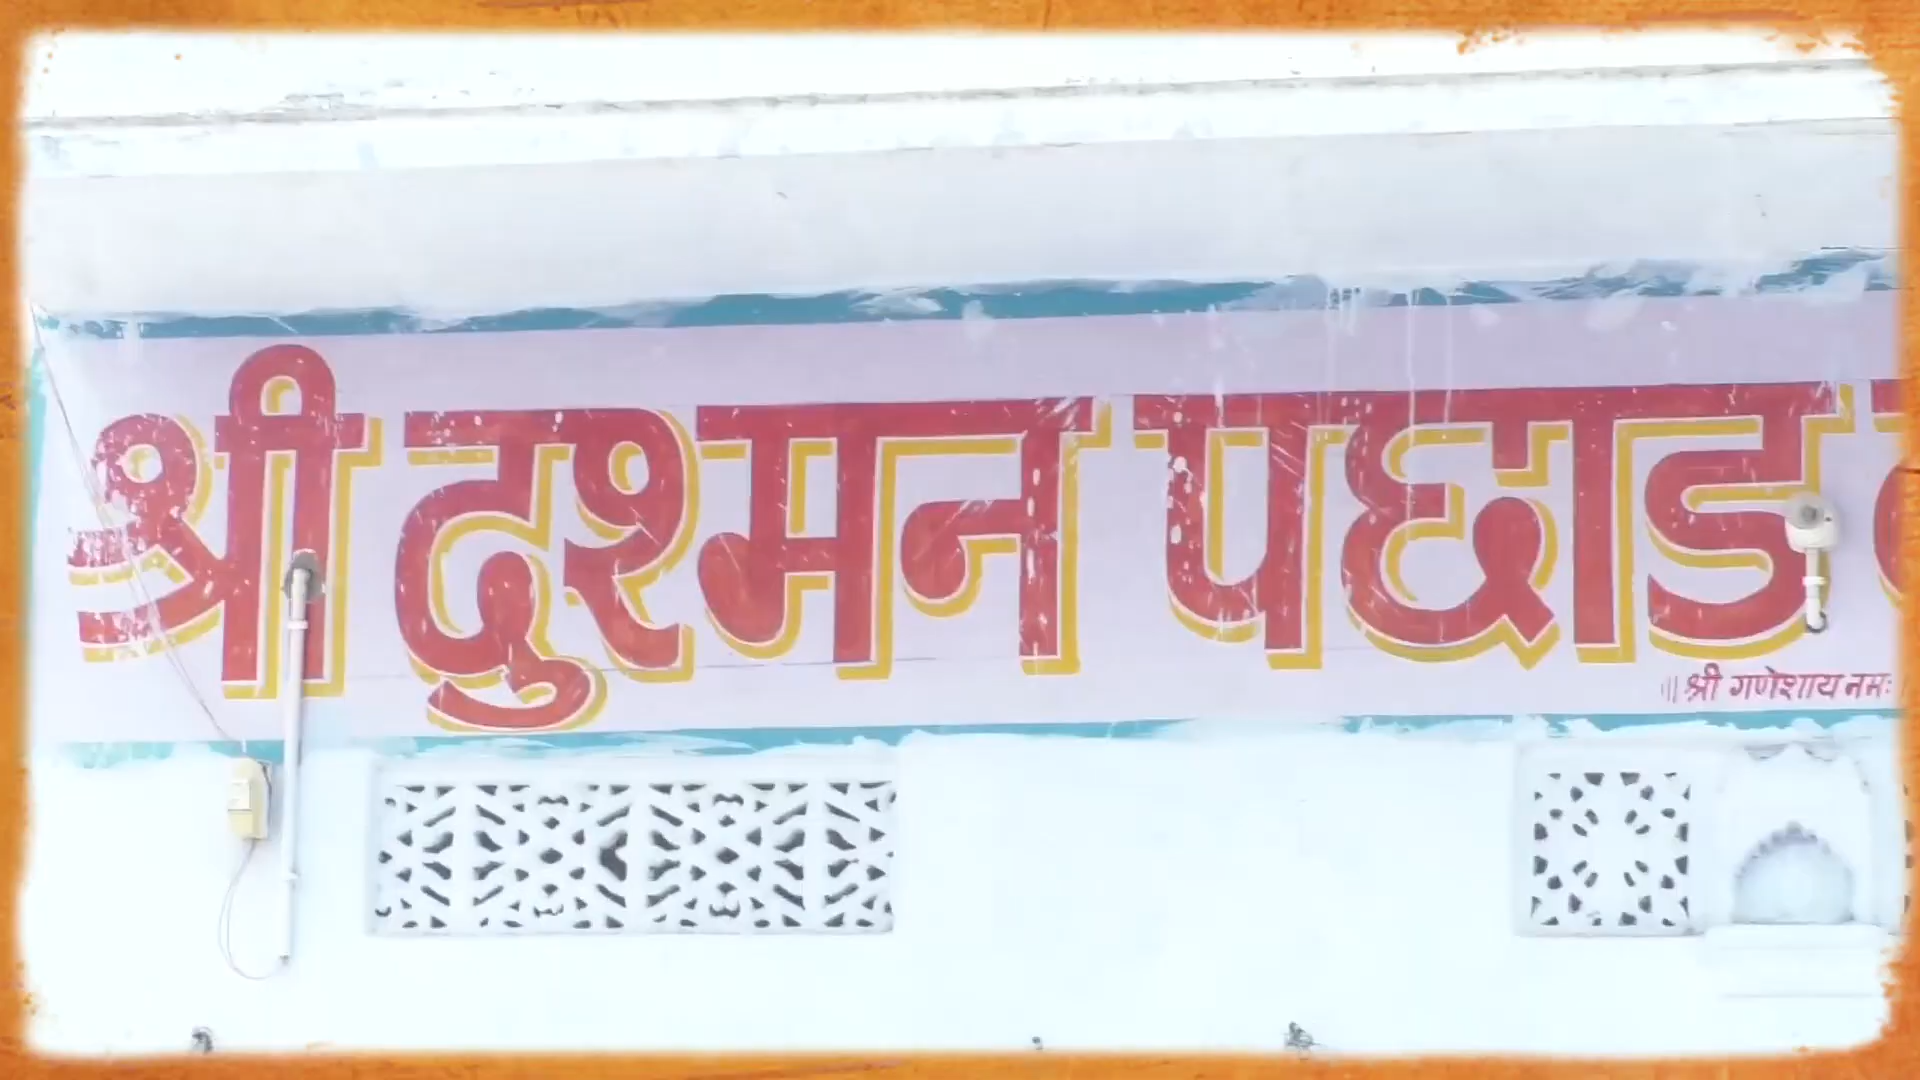 श्री दुश्मन पछाड
॥ श्री गणेशाय नमः